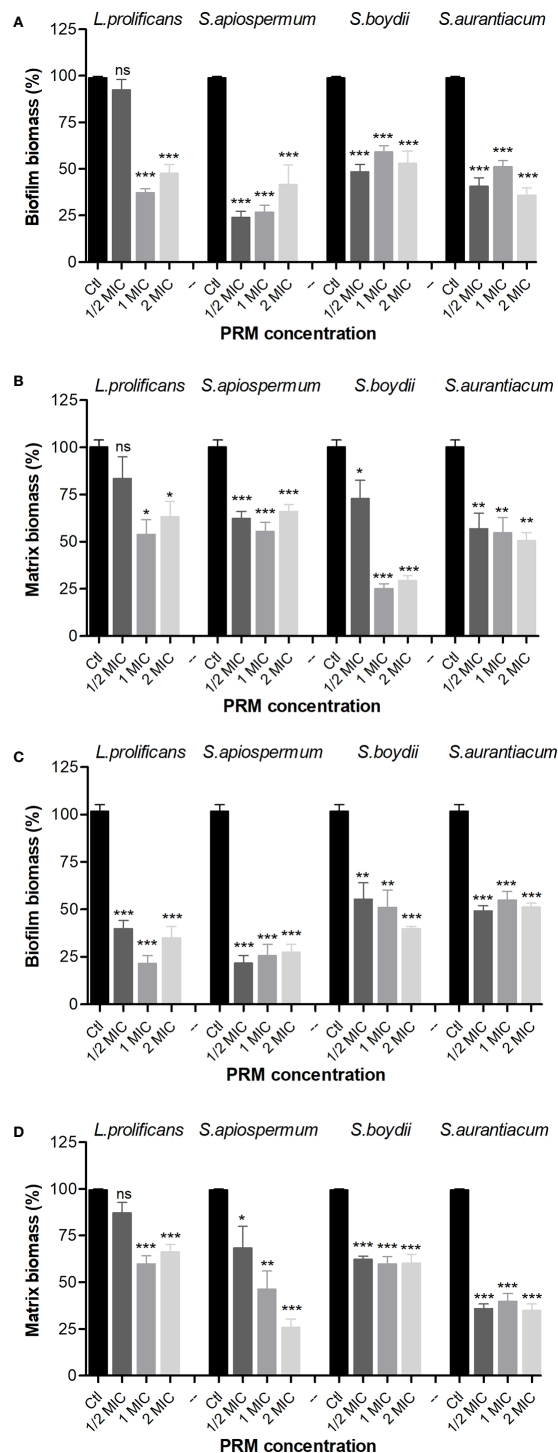 A
L.prolificans S.apiospermum S.boydii S.aurantiacum
Biofilm biomass (%)
125
100
75
50
25
0
ns *** *** *** *** *** *** *** *** *** *** ***
Ctl 1/2 MIC 1 MIC 2 MIC -- Ctl 1/2 MIC 1 MIC 2 MIC -- Ctl 1/2 MIC 1 MIC 2 MIC -- Ctl 1/2 MIC 1 MIC 2 MIC
PRM concentration
B
L.prolificans S.apiospermum S.boydii S.aurantiacum
Matrix biomass (%)
125
100
75
50
25
0
ns * * *** *** *** * *** *** ** ** **
Ctl 1/2 MIC 1 MIC 2 MIC -- Ctl 1/2 MIC 1 MIC 2 MIC -- Ctl 1/2 MIC 1 MIC 2 MIC -- Ctl 1/2 MIC 1 MIC 2 MIC
PRM concentration
C
L.prolificans S.apiospermum S.boydii S.aurantiacum
Biofilm biomass (%)
125
100
75
50
25
0
*** *** *** *** *** *** ** ** *** *** *** ***
Ctl 1/2 MIC 1 MIC 2 MIC -- Ctl 1/2 MIC 1 MIC 2 MIC -- Ctl 1/2 MIC 1 MIC 2 MIC -- Ctl 1/2 MIC 1 MIC 2 MIC
PRM concentration
D
L.prolificans S.apiospermum S.boydii S.aurantiacum
Matrix biomass (%)
125
100
75
50
25
0
ns *** *** * ** *** *** *** *** *** *** ***
Ctl 1/2 MIC 1 MIC 2 MIC -- Ctl 1/2 MIC 1 MIC 2 MIC -- Ctl 1/2 MIC 1 MIC 2 MIC -- Ctl 1/2 MIC 1 MIC 2 MIC
PRM concentration